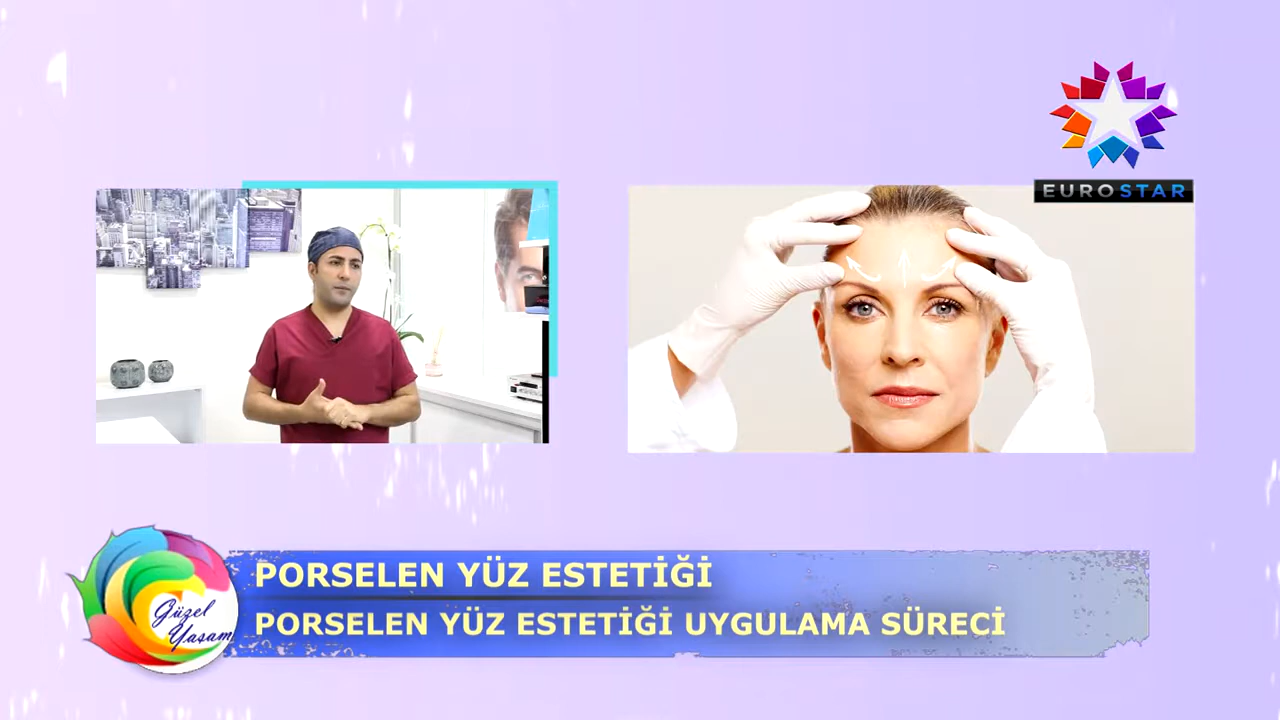 EUROSTAR
PORSELEN YÜZ ESTETİĞİ
PORSELEN YÜZ ESTETİĞİ UYGULAMA SÜRECİ
Güzel
Yaşam